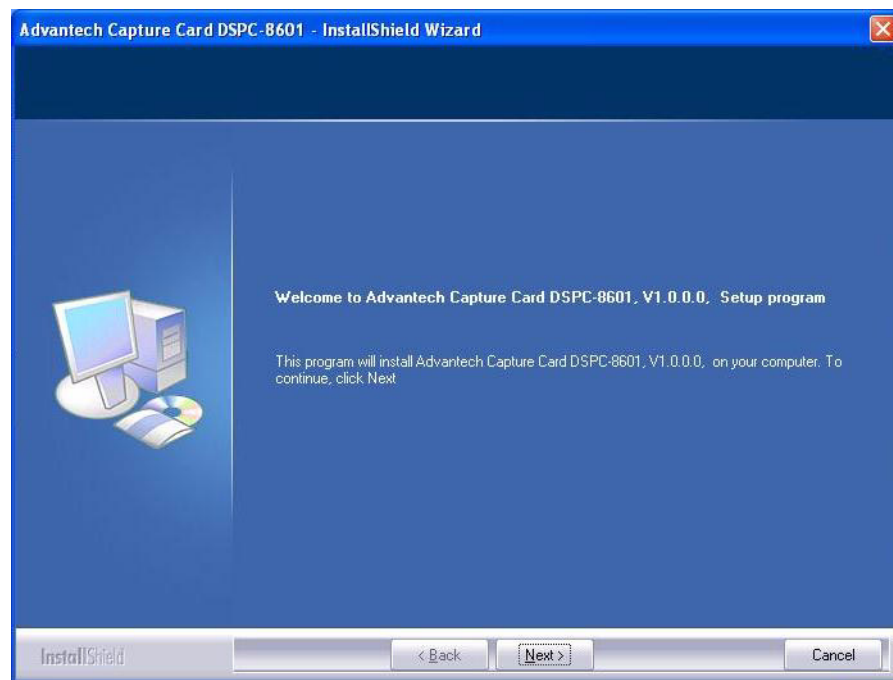 Advantech Capture Card DSPC-8601 - InstallShield Wizard
Welcome to Advantech Capture Card DSPC-8601, V1.0.0.0, Setup program
This program will install Advantech Capture Card DSPC-8601, V1.0.0.0, on your computer. To
continue, click Next
InstallShield
< Back
Next >
Cancel